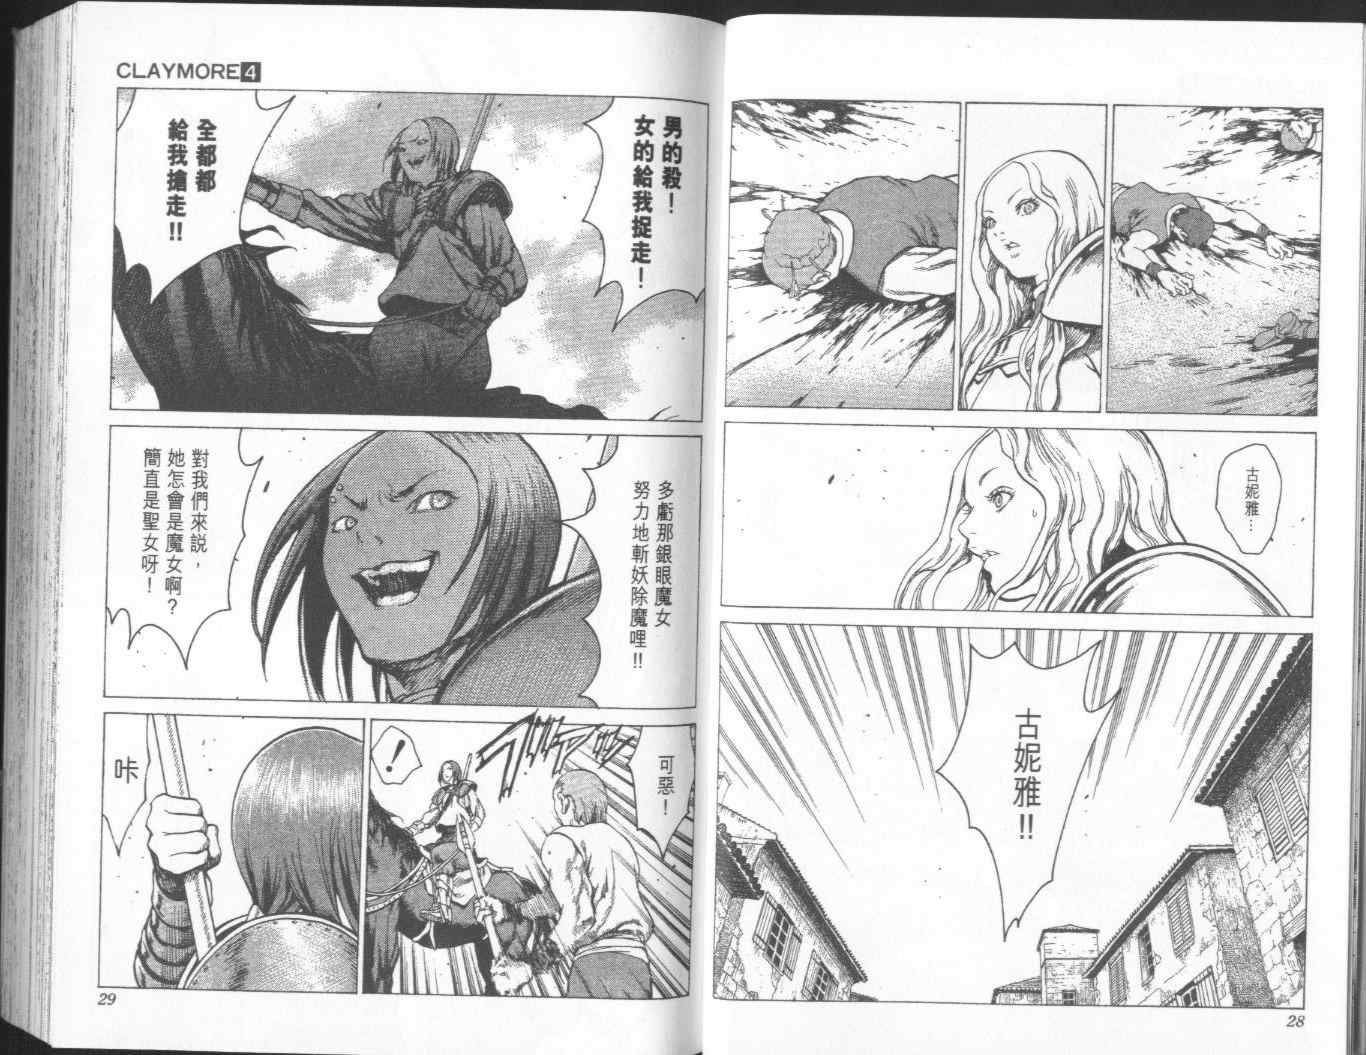 古妮雅…
古妮雅!!
28
CLAYMORE4
男的殺！
女的給我捉走！
全都都
給我搶走!!
多虧那銀眼魔女
努力地斬妖除魔哩!!
對我們來説，
她怎會是魔女啊？
簡直是聖女呀！
可惡！
！
咔
29